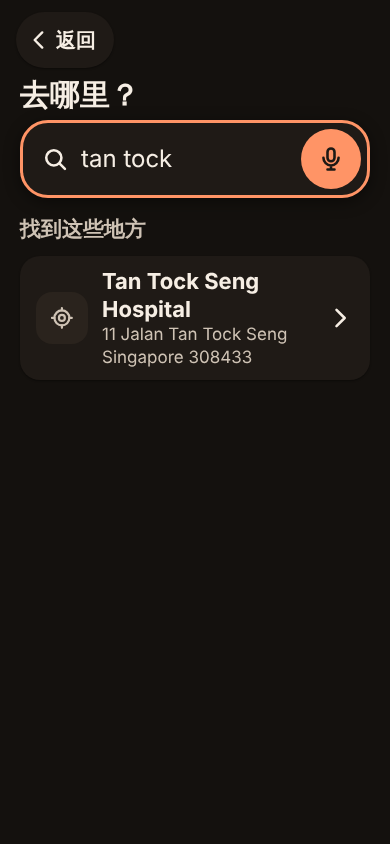 返回
去哪里？
tan tock
找到这些地方
Tan Tock Seng
Hospital
11 Jalan Tan Tock Seng
Singapore 308433